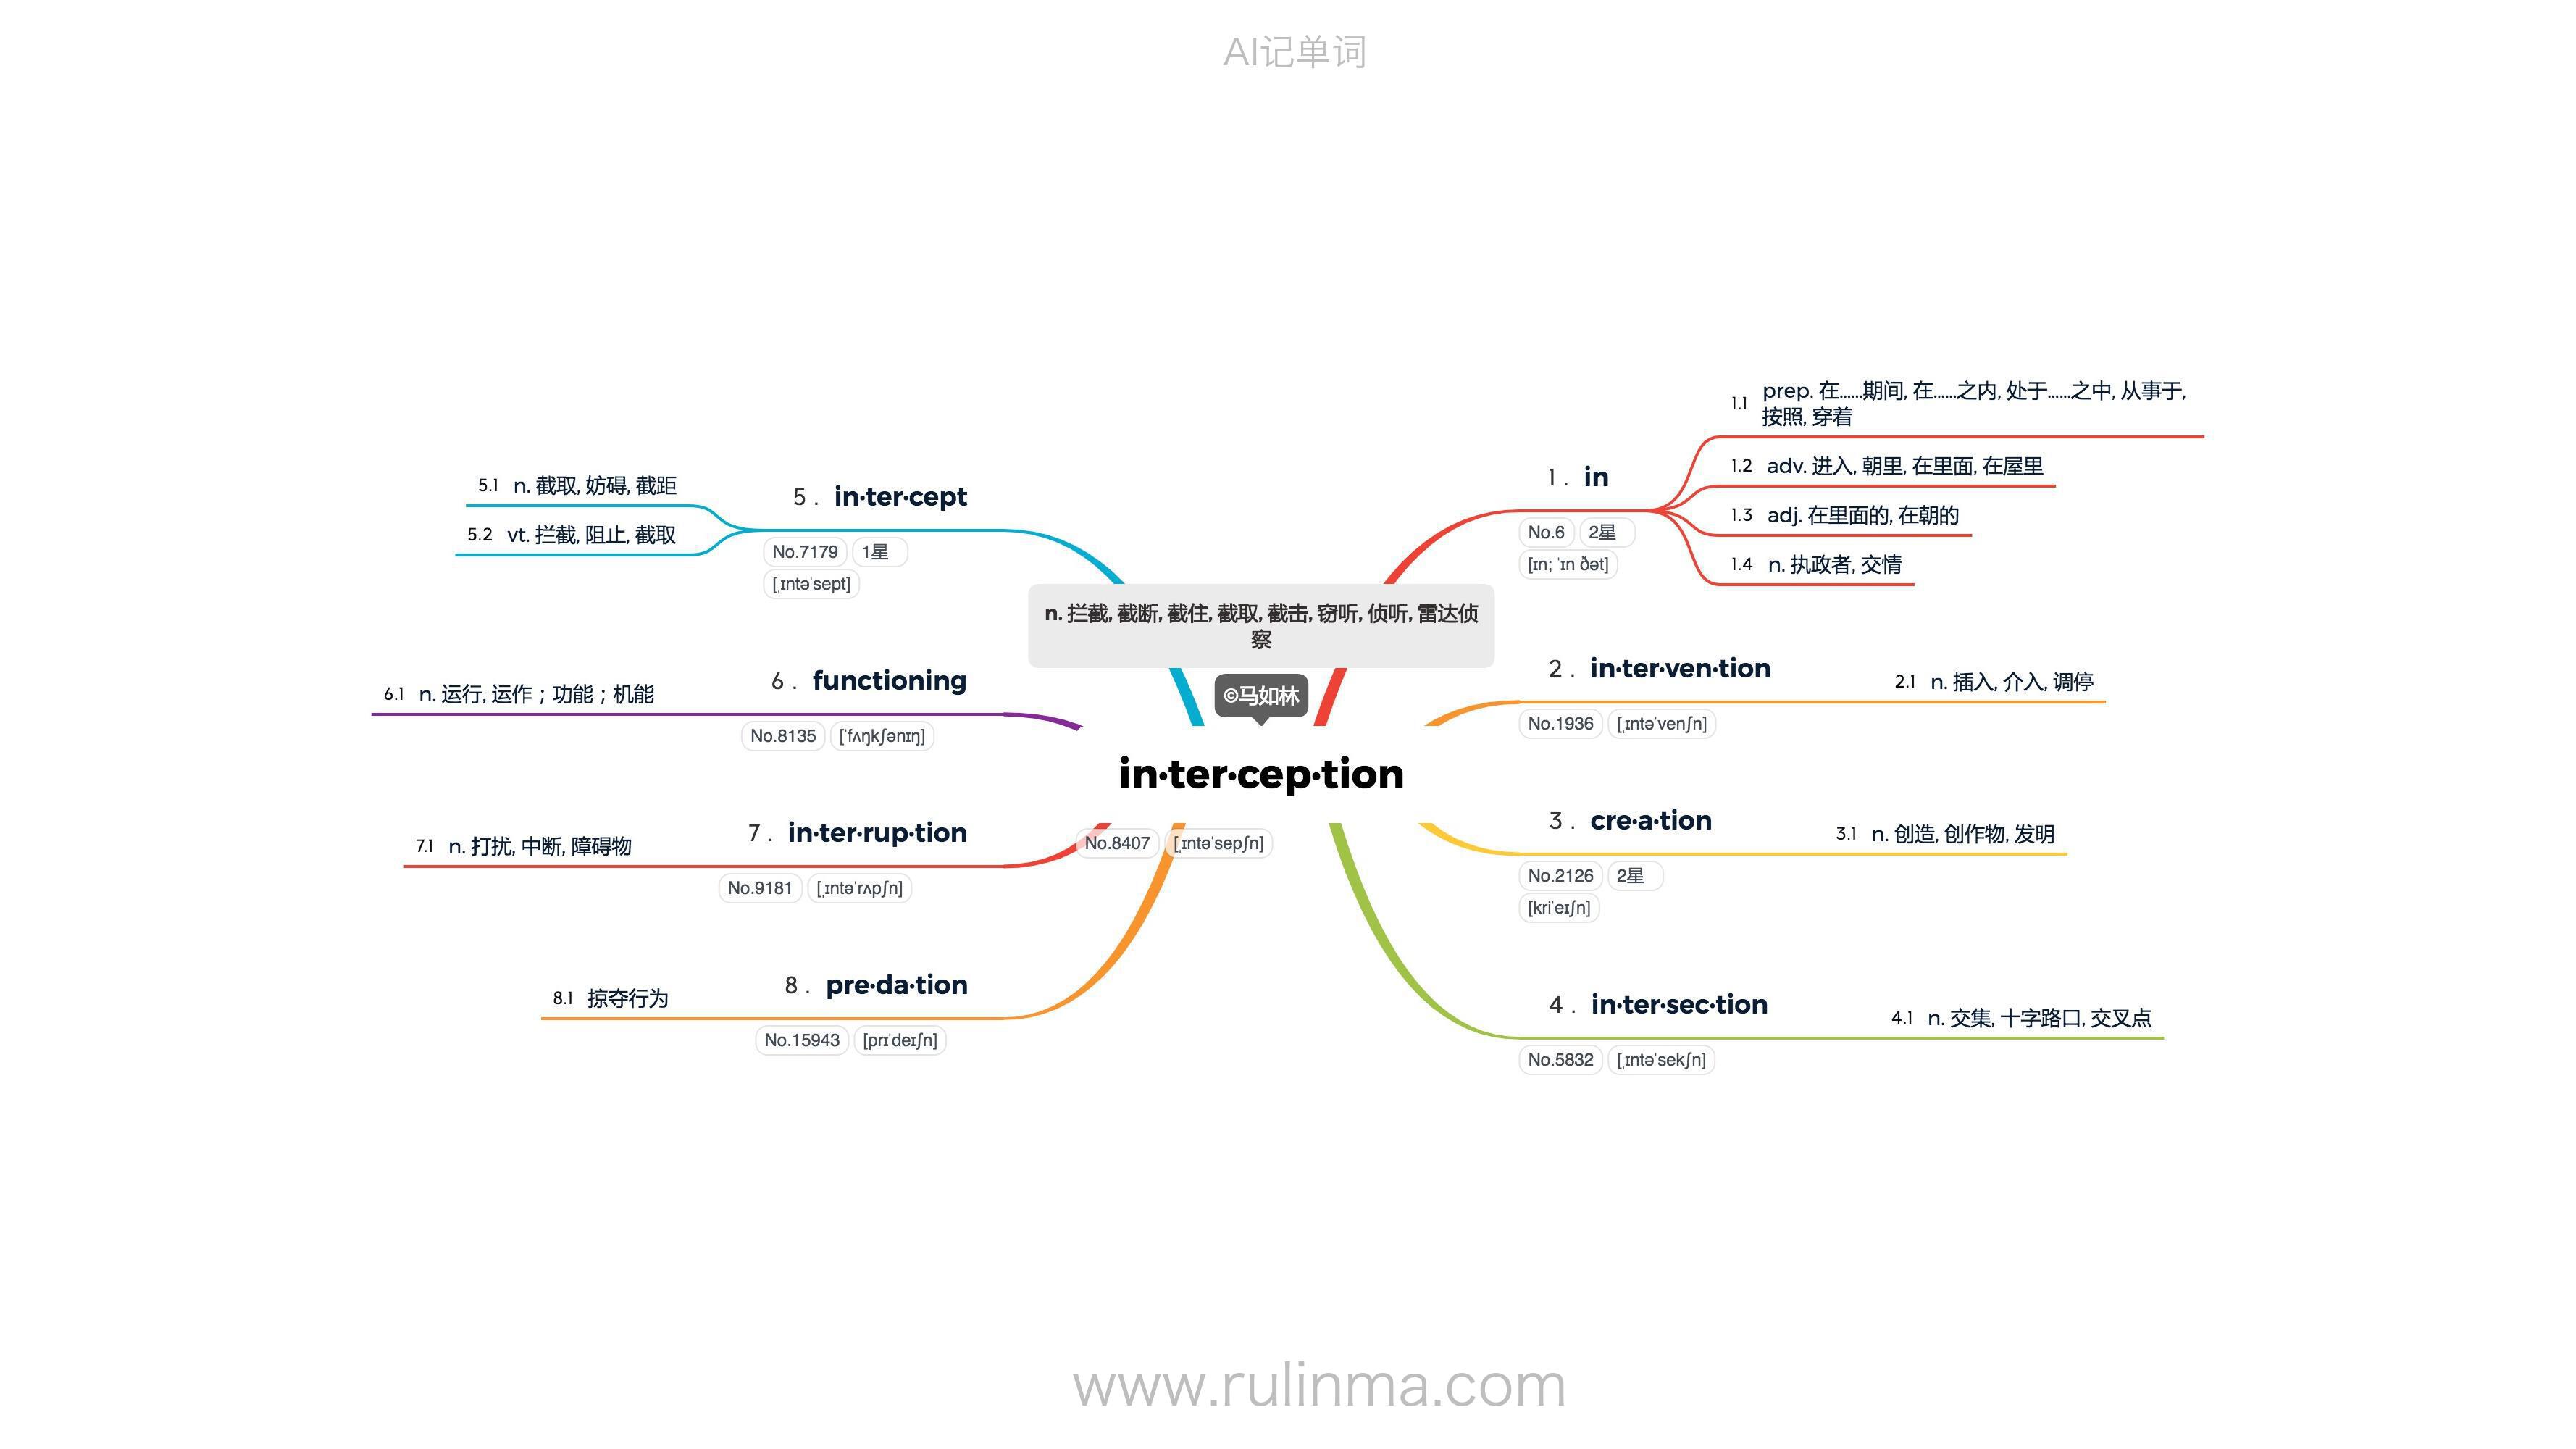 AI记单词
n. 拦截, 截断, 截住, 截取, 截击, 窃听, 侦听, 雷达侦
察
©马如林
in·ter·cep·tion
No.8407 [ˌɪntəˈsepʃn]
1 . in
No.6 2星
[ɪn; ˈɪn ðət]
1.1 prep. 在……期间, 在……之内, 处于……之中, 从事于,
按照, 穿着
1.2 adv. 进入, 朝里, 在里面, 在屋里
1.3 adj. 在里面的, 在朝的
1.4 n. 执政者, 交情
2 . in·ter·ven·tion
No.1936 [ˌɪntəˈvenʃn]
2.1 n. 插入, 介入, 调停
3 . cre·a·tion
No.2126 2星
[kriˈeɪʃn]
3.1 n. 创造, 创作物, 发明
4 . in·ter·sec·tion
No.5832 [ˌɪntəˈsekʃn]
4.1 n. 交集, 十字路口, 交叉点
5 . in·ter·cept
No.7179 1星
[ˌɪntəˈsept]
5.1 n. 截取, 妨碍, 截距
5.2 vt. 拦截, 阻止, 截取
6 . functioning
No.8135 [ˈfʌŋkʃənɪŋ]
6.1 n. 运行, 运作；功能；机能
7 . in·ter·rup·tion
No.9181 [ˌɪntəˈrʌpʃn]
7.1 n. 打扰, 中断, 障碍物
8 . pre·da·tion
No.15943 [prɪˈdeɪʃn]
8.1 掠夺行为
www.rulinma.com